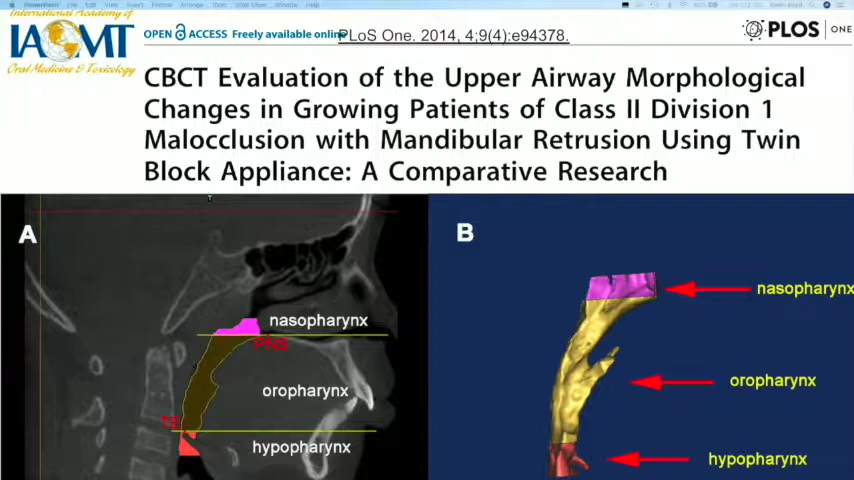 International Academy of
IAOMT
Oral Medicine & Toxicology
OPEN ACCESS Freely available online
PLoS One. 2014, 4;9(4):e94378.
PLOS | ONE
CBCT Evaluation of the Upper Airway Morphological
Changes in Growing Patients of Class II Division 1
Malocclusion with Mandibular Retrusion Using Twin
Block Appliance: A Comparative Research
A
nasopharynx
PNS
oropharynx
hypopharynx
B
nasopharynx
oropharynx
hypopharynx